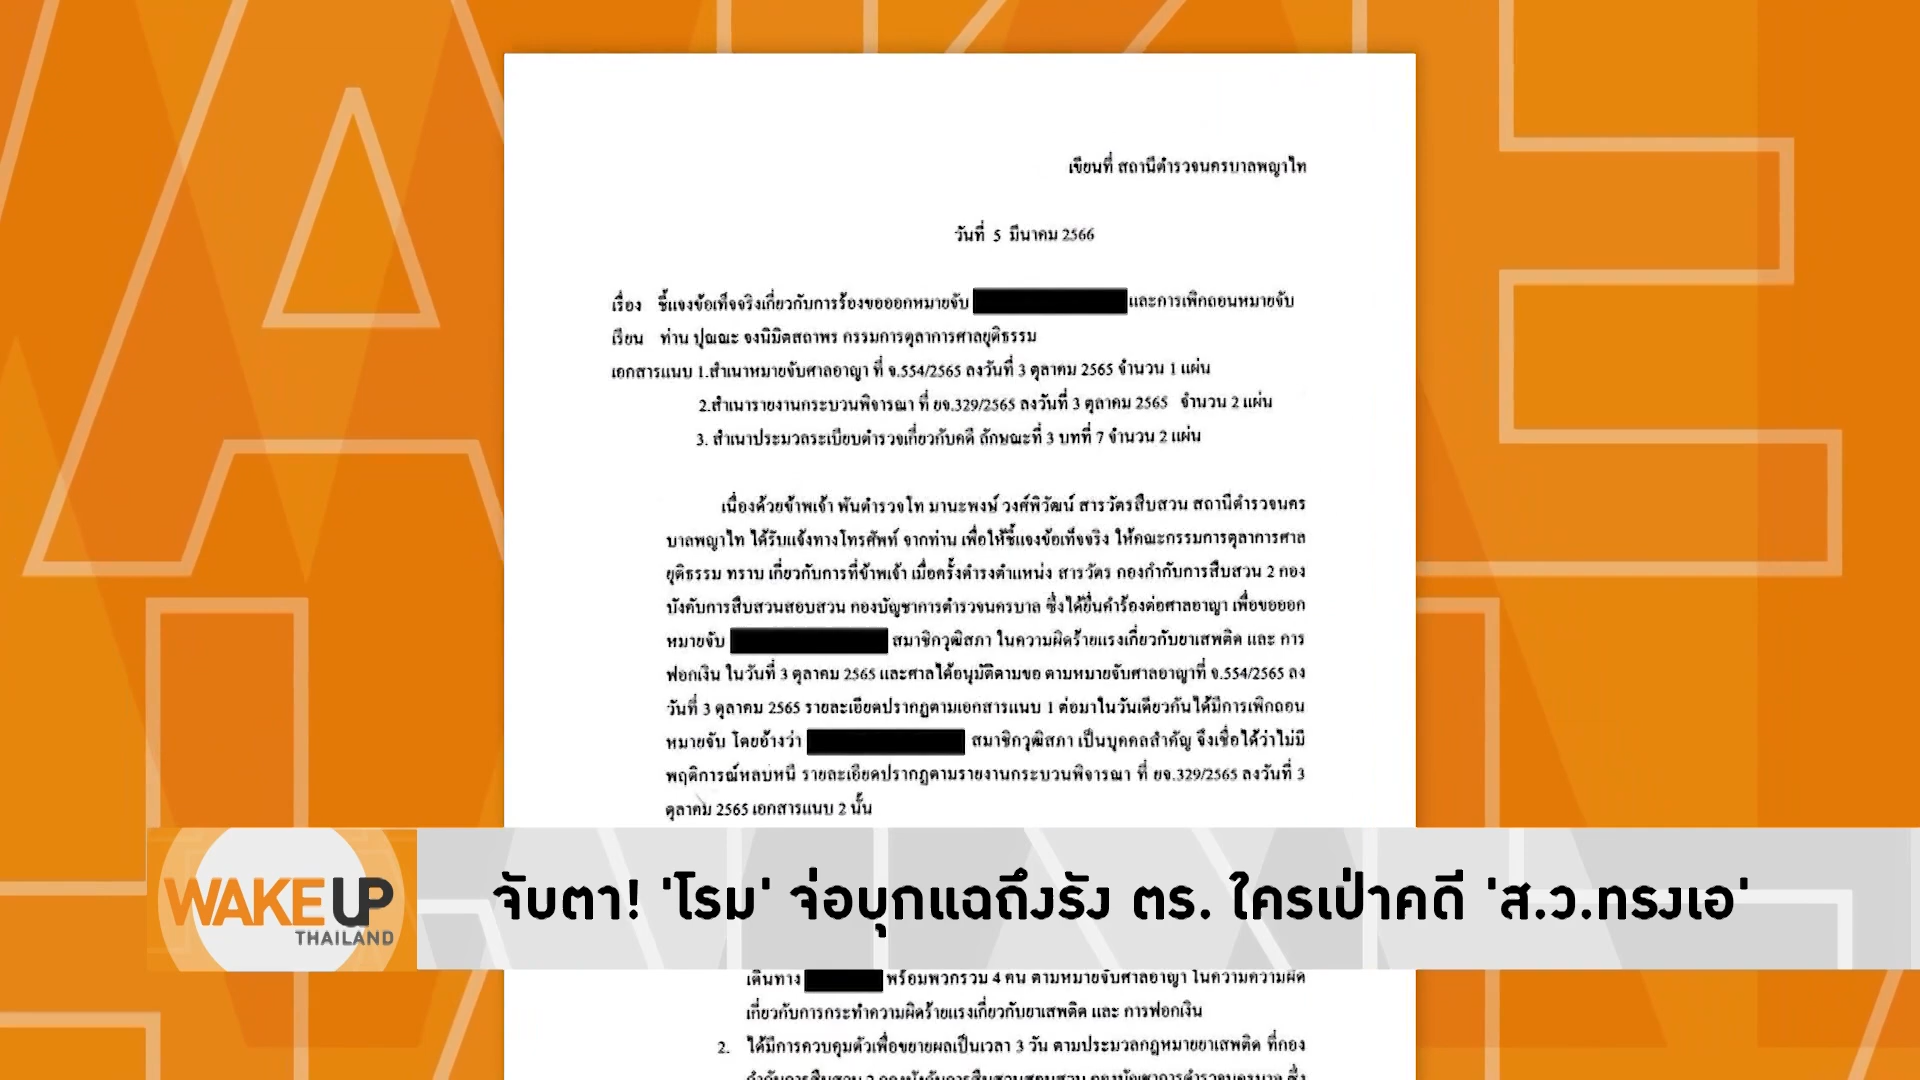 เขียนที่ สถานีตำรวจนครบาลพญาไท
วันที่ 5 มีนาคม 2566
เรื่อง ชี้แจงข้อเท็จจริงเกี่ยวกับการร้องขอออกหมายจับ และการเพิกถอนหมายจับ
เรียน ท่าน ปุณณะ จงนิมิตสถาพร กรรมการตุลาการศาลยุติธรรม
เอกสารแนบ 1.สำเนาหมายจับศาลอาญา ที่ จ.554/2565 ลงวันที่ 3 ตุลาคม 2565 จำนวน 1 แผ่น
2.สำเนารายงานกระบวนพิจารณา ที่ ยจ.329/2565 ลงวันที่ 3 ตุลาคม 2565 จำนวน 2 แผ่น
3. สำเนาประมวลระเบียบตำรวจเกี่ยวกับคดี ลักษณะที่ 3 บทที่ 7 จำนวน 2 แผ่น
เนื่องด้วยข้าพเจ้า พันตำรวจโท มานะพงษ์ วงศ์พิวัฒน์ สารวัตรสืบสวน สถานีตำรวจนคร
บาลพญาไท ได้รับแจ้งทางโทรศัพท์ จากท่าน เพื่อให้ชี้แจงข้อเท็จจริง ให้คณะกรรมการตุลาการศาล
ยุติธรรม ทราบ เกี่ยวกับการที่ข้าพเจ้า เมื่อครั้งดำรงตำแหน่ง สารวัตร กองกำกับการสืบสวน 2 กอง
บังคับการสืบสวนสอบสวน กองบัญชาการตำรวจนครบาล ซึ่งได้ยื่นคำร้องต่อศาลอาญา เพื่อขอออก
หมายจับ สมาชิกวุฒิสภา ในความผิดร้ายแรงเกี่ยวกับยาเสพติด และ การ
ฟอกเงิน ในวันที่ 3 ตุลาคม 2565 และศาลได้อนุมัติตามขอ ตามหมายจับศาลอาญาที่ จ.554/2565 ลง
วันที่ 3 ตุลาคม 2565 รายละเอียดปรากฏตามเอกสารแนบ 1 ต่อมาในวันเดียวกันได้มีการเพิกถอน
หมายจับ โดยอ้างว่า สมาชิกวุฒิสภา เป็นบุคคลสำคัญ จึงเชื่อได้ว่าไม่มี
พฤติการณ์หลบหนี รายละเอียดปรากฏตามรายงานกระบวนพิจารณา ที่ ยจ.329/2565 ลงวันที่ 3
ตุลาคม 2565 เอกสารแนบ 2 นั้น
WAKE UP
THAILAND
จับตา! 'โรม' จ่อบุกแฉถึงรัง ตร. ใครเป่าคดี 'ส.ว.ทรงเอ'
เดินทาง พร้อมพวกรวม 4 คน ตามหมายจับศาลอาญา ในความความผิด
เกี่ยวกับการกระทำความผิดร้ายแรงเกี่ยวกับยาเสพติด และ การฟอกเงิน
2. ได้มีการควบคุมตัวเพื่อขยายผลเป็นเวลา 3 วัน ตามประมวลกฎหมายยาเสพติด ที่กอง